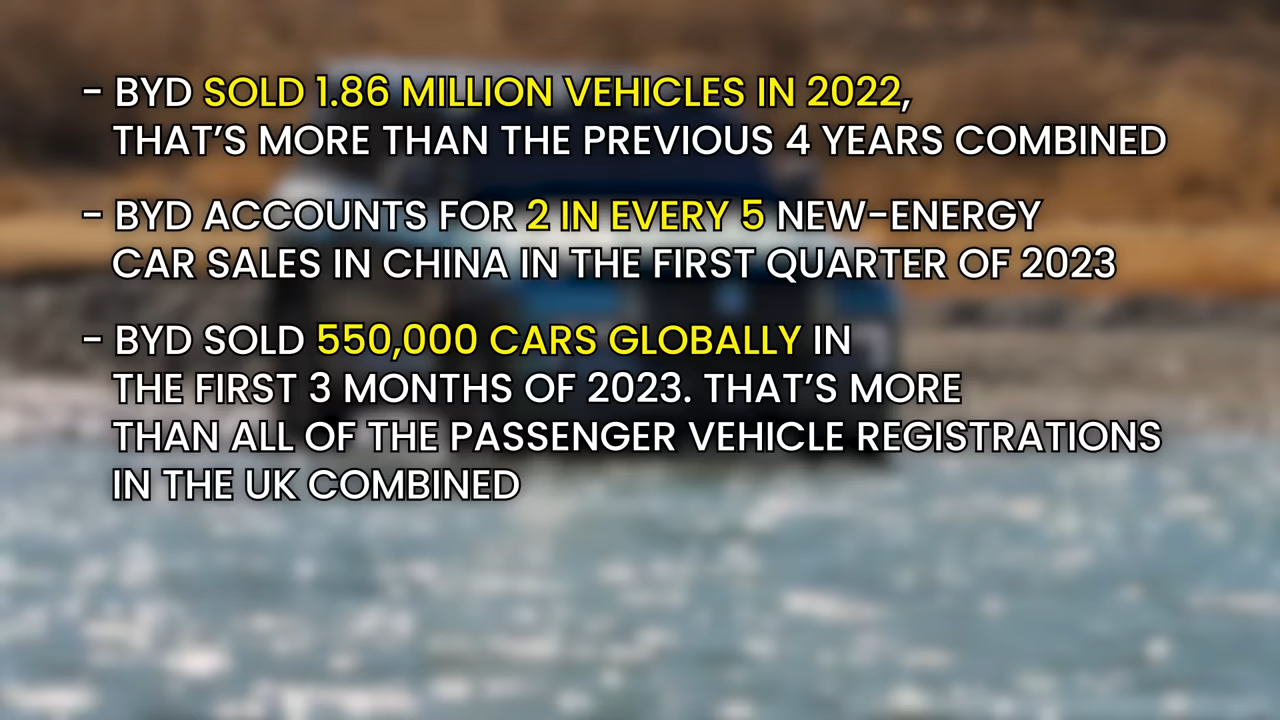 - BYD SOLD 1.86 MILLION VEHICLES IN 2022,
THAT’S MORE THAN THE PREVIOUS 4 YEARS COMBINED
- BYD ACCOUNTS FOR 2 IN EVERY 5 NEW-ENERGY
CAR SALES IN CHINA IN THE FIRST QUARTER OF 2023
- BYD SOLD 550,000 CARS GLOBALLY IN
THE FIRST 3 MONTHS OF 2023. THAT’S MORE
THAN ALL OF THE PASSENGER VEHICLE REGISTRATIONS
IN THE UK COMBINED